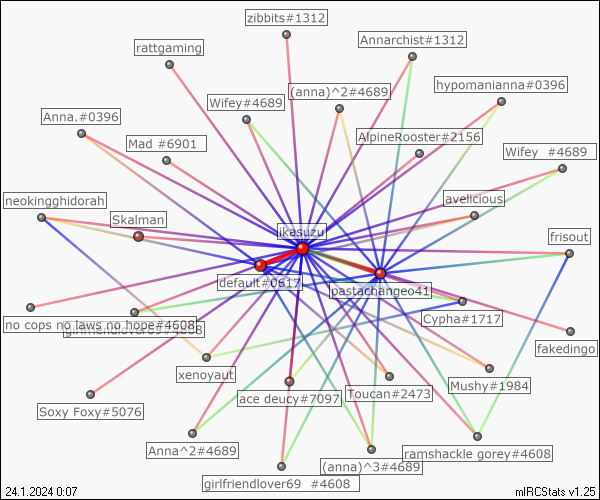 zibbits#1312
Annarchist#1312
rattgaming
hypomanianna#0396
(anna)^2#4689
Wifey#4689
Anna.#0396
AlpineRooster#2156
Mad #6901
Wifey #4689
neokingghidorah
avelicious
Skalman
ikasuzu
frisout
default#0617
pastachangeo41
no cops no laws no hope#4608
girlfriendlover69#4608
Cypha#1717
fakedingo
xenoyaut
Mushy#1984
Toucan#2473
ace deucy#7097
Soxy Foxy#5076
Anna^2#4689
ramshackle gorey#4608
(anna)^3#4689
girlfriendlover69 #4608
24.1.2024 0:07
mIRCStats v1.25